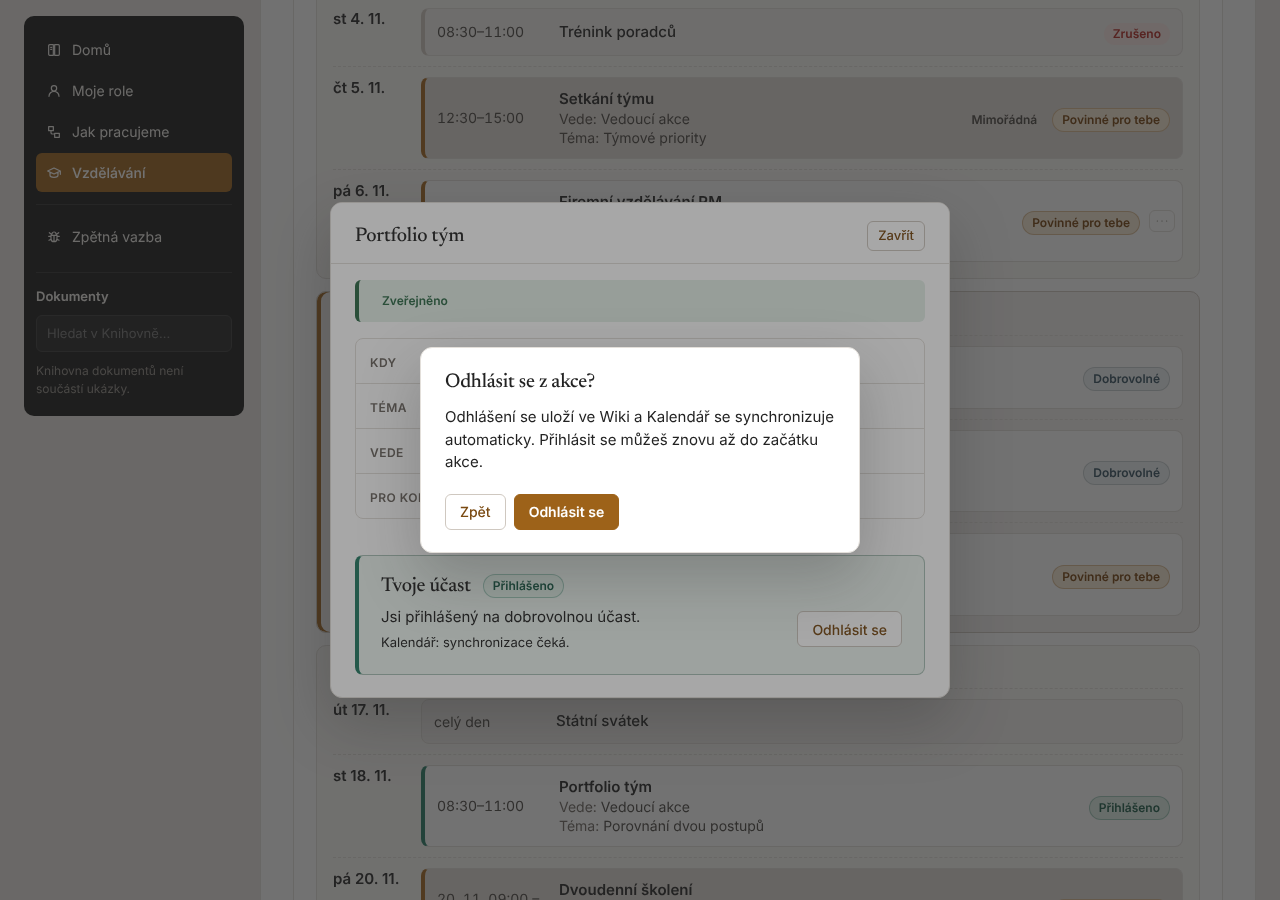 Domů
Moje role
Jak pracujeme
Vzdělávání
Zpětná vazba
Dokumenty
Hledat v Knihovně…
Knihovna dokumentů není
součástí ukázky.
st 4. 11.
08:30–11:00
Trénink poradců
Zrušeno
čt 5. 11.
12:30–15:00
Setkání týmu
Vede: Vedoucí akce
Téma: Týmové priority
Mimořádná
Povinné pro tebe
pá 6. 11.
Firemní vzdělávání PM
Povinné pro tebe
Portfolio tým
Zavřít
Zveřejněno
KDY
TÉMA
VEDE
Odhlásit se z akce?
Odhlášení se uloží ve Wiki a Kalendář se synchronizuje
automaticky. Přihlásit se můžeš znovu až do začátku
akce.
Zpět
Odhlásit se
Dobrovolné
Dobrovolné
Povinné pro tebe
PRO
Tvoje účast
Přihlášeno
Jsi přihlášený na dobrovolnou účast.
Kalendář: synchronizace čeká.
Odhlásit se
út 17. 11.
celý den
Státní svátek
st 18. 11.
08:30–11:00
Portfolio tým
Vede: Vedoucí akce
Téma: Porovnání dvou postupů
Přihlášeno
pá 20. 11.
20. 11. 09:00 –
Dvoudenní školení